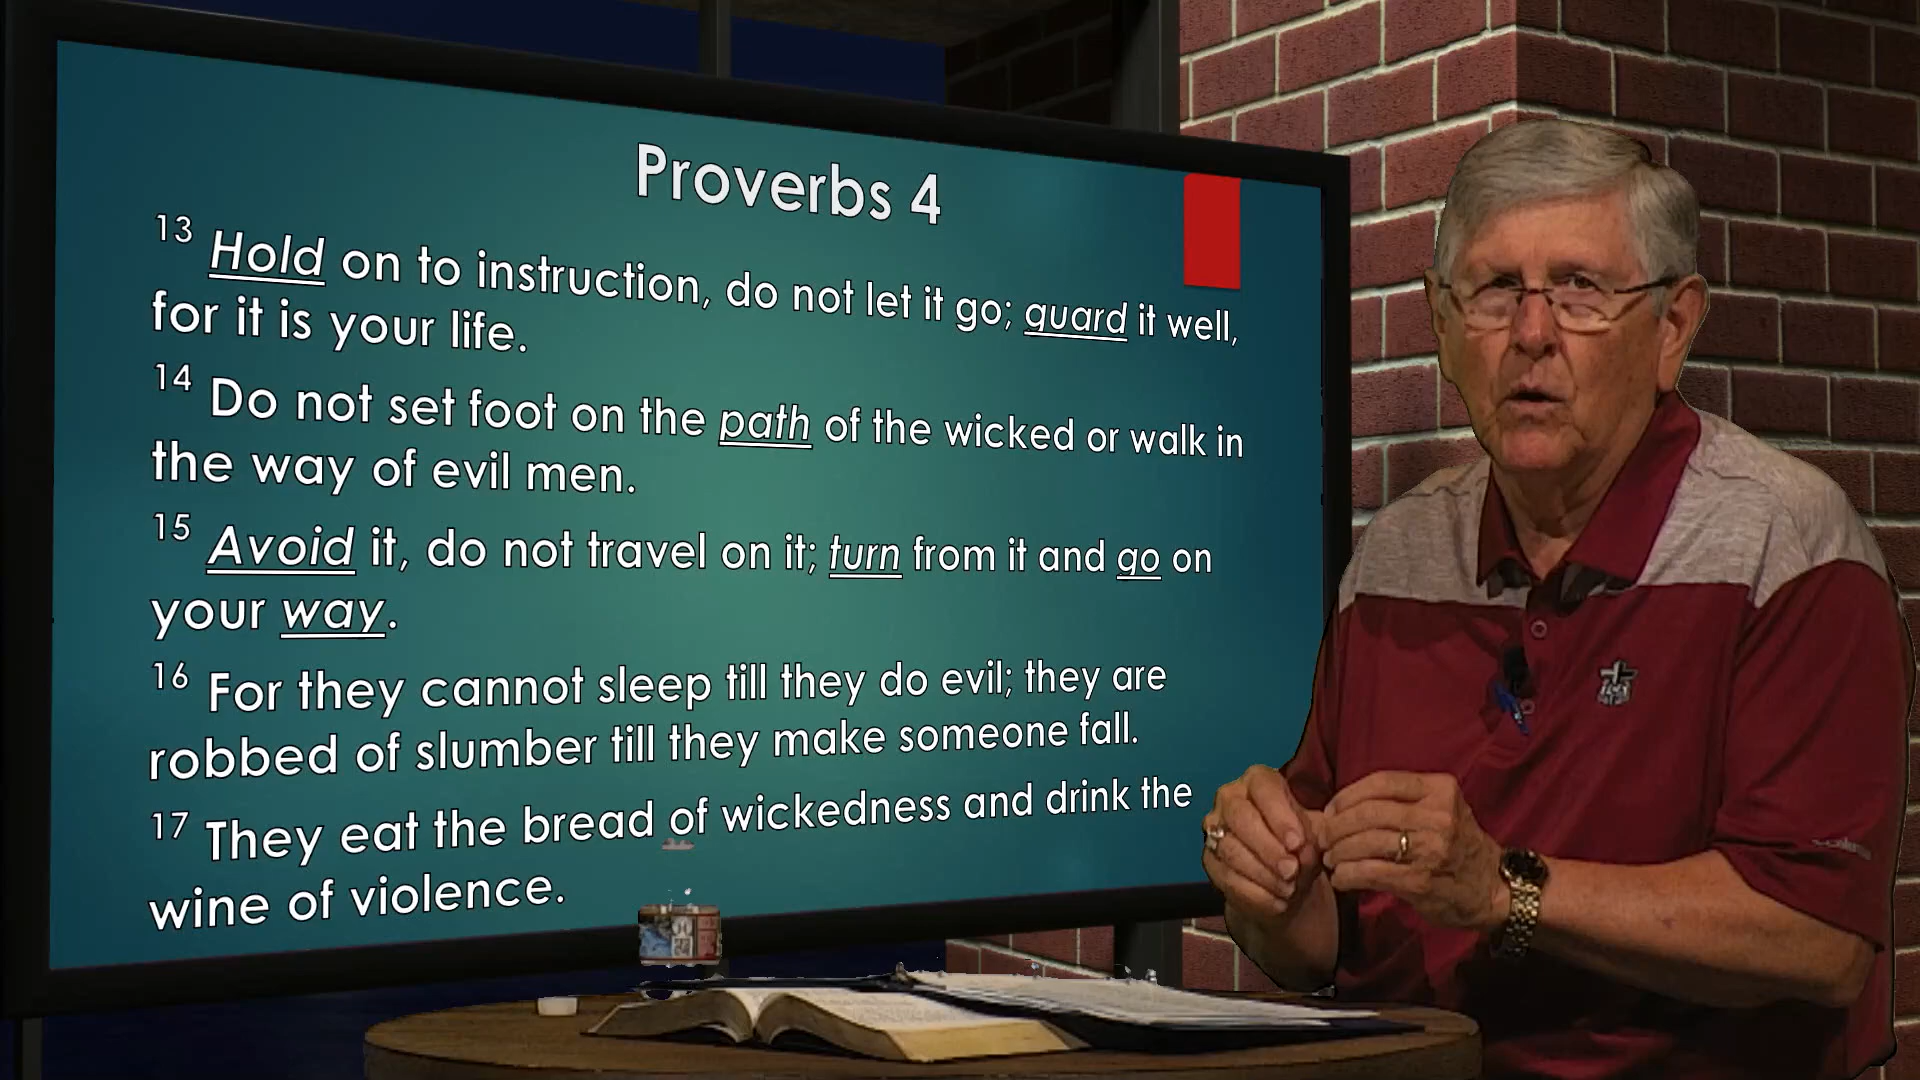 Proverbs 4
13 Hold on to instruction, do not let it go; guard it well,
for it is your life.
14 Do not set foot on the path of the wicked or walk in
the way of evil men.
15 Avoid it, do not travel on it; turn from it and go on
your way.
16 For they cannot sleep till they do evil; they are
robbed of slumber till they make someone fall.
17 They eat the bread of wickedness and drink the
wine of violence.